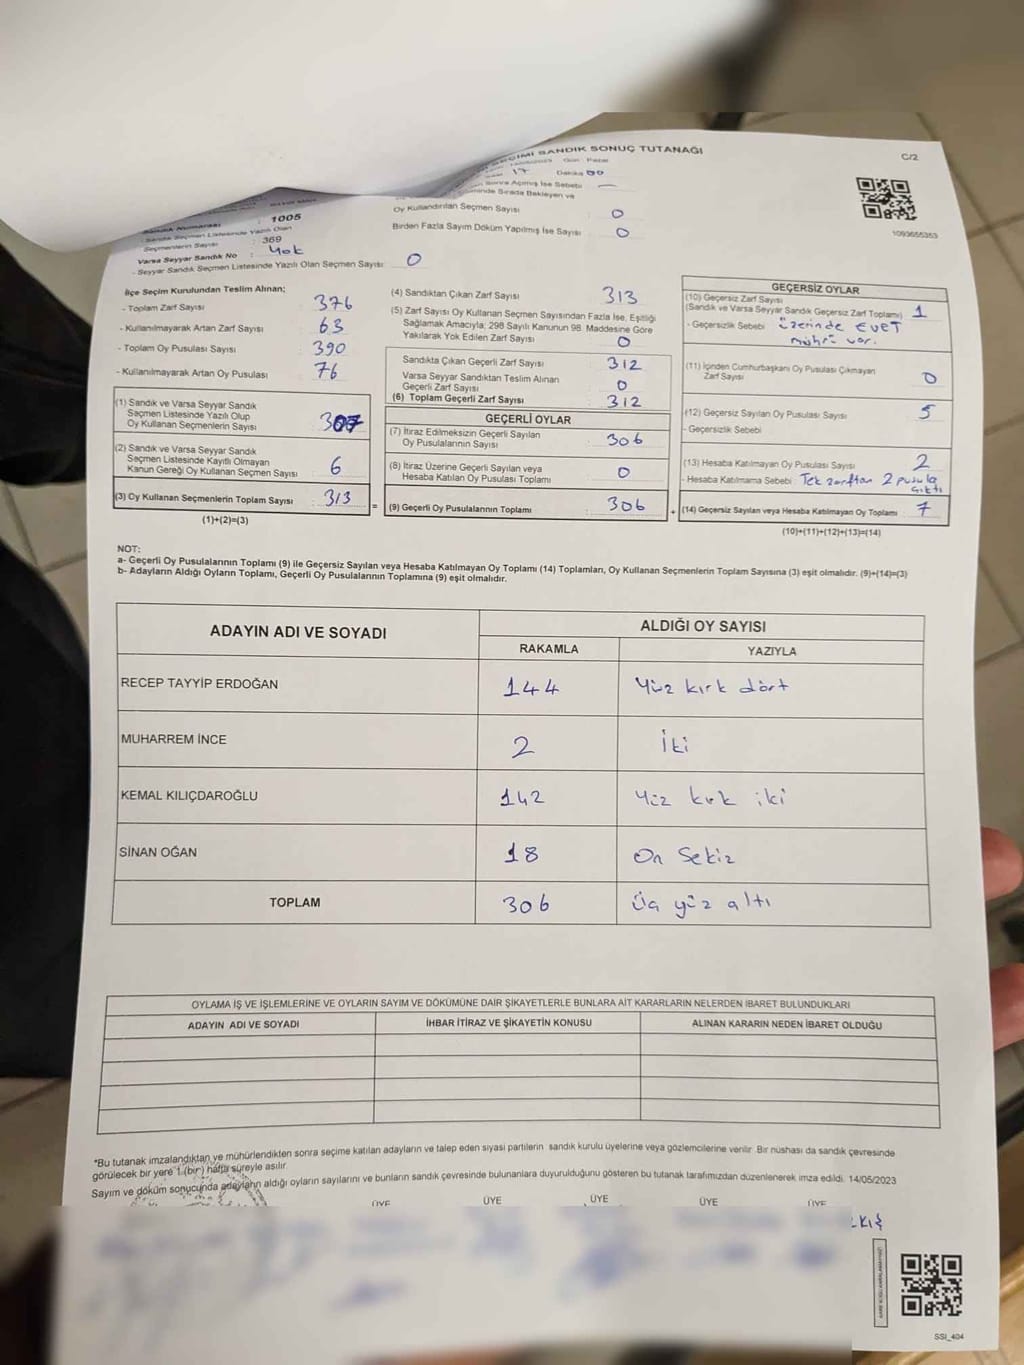 SANDIK SONUÇ TUTANAĞI
C/2
Gün Pazar
17 Dakika 00
Sonra Açılmış İse Sebebi —
Sırada Bekleyen ve
Oy Kullandırılan Seçmen Sayısı 0
Birden Fazla Sayım Döküm Yapılmış İse Sayısı 0
1093655353
Sandık Numarası : 1005
Sandık Seçmen Listesinde Yazılı Olan
Seçmenlerin Sayısı : 369
Varsa Seyyar Sandık No : Yok
- Seyyar Sandık Seçmen Listesinde Yazılı Olan Seçmen Sayısı: 0
İlçe Seçim Kurulundan Teslim Alınan;
- Toplam Zarf Sayısı 376
- Kullanılmayarak Artan Zarf Sayısı 63
- Toplam Oy Pusulası Sayısı 390
- Kullanılmayarak Artan Oy Pusulası 76
(1) Sandık ve Varsa Seyyar Sandık
Seçmen Listesinde Yazılı Olup
Oy Kullanan Seçmenlerin Sayısı 307
(2) Sandık ve Varsa Seyyar Sandık
Seçmen Listesinde Kayıtlı Olmayan
Kanun Gereği Oy Kullanan Seçmen Sayısı 6
(3) Oy Kullanan Seçmenlerin Toplam Sayısı 313
(1)+(2)=(3)
=
(4) Sandıktan Çıkan Zarf Sayısı 313
(5) Zarf Sayısı Oy Kullanan Seçmen Sayısından Fazla İse, Eşitliği
Sağlamak Amacıyla; 298 Sayılı Kanunun 98. Maddesine Göre
Yakılarak Yok Edilen Zarf Sayısı 0
Sandıkta Çıkan Geçerli Zarf Sayısı 312
Varsa Seyyar Sandıktan Teslim Alınan
Geçerli Zarf Sayısı 0
(6) Toplam Geçerli Zarf Sayısı 312
GEÇERLİ OYLAR
(7) İtiraz Edilmeksizin Geçerli Sayılan
Oy Pusulalarının Sayısı 306
(8) İtiraz Üzerine Geçerli Sayılan veya
Hesaba Katılan Oy Pusulası Toplamı 0
(9) Geçerli Oy Pusulalarının Toplamı 306
+
GEÇERSİZ OYLAR
(10) Geçersiz Zarf Sayısı
(Sandık ve Varsa Seyyar Sandık Geçersiz Zarf Toplamı) 1
- Geçersizlik Sebebi üzerinde EVET
mührü var.
(11) İçinden Cumhurbaşkanı Oy Pusulası Çıkmayan
Zarf Sayısı 0
(12) Geçersiz Sayılan Oy Pusulası Sayısı 5
- Geçersizlik Sebebi
(13) Hesaba Katılmayan Oy Pusulası Sayısı 2
- Hesaba Katılmama Sebebi : Tek zarftan 2 pusula
çıktı
(14) Geçersiz Sayılan veya Hesaba Katılmayan Oy Toplamı 7
(10)+(11)+(12)+(13)=(14)
NOT:
a- Geçerli Oy Pusulalarının Toplamı (9) ile Geçersiz Sayılan veya Hesaba Katılmayan Oy Toplamı (14) Toplamları, Oy Kullanan Seçmenlerin Toplam Sayısına (3) eşit olmalıdır. (9)+(14)=(3)
b- Adayların Aldığı Oyların Toplamı, Geçerli Oy Pusulalarının Toplamına (9) eşit olmalıdır.
ADAYIN ADI VE SOYADI
ALDIĞI OY SAYISI
RAKAMLA YAZIYLA
RECEP TAYYİP ERDOĞAN 144 Yüz kırk dört
MUHARREM İNCE 2 İki
KEMAL KILIÇDAROĞLU 142 Yüz kırk iki
SİNAN OĞAN 18 On Sekiz
TOPLAM 306 Üç yüz altı
OYLAMA İŞ VE İŞLEMLERİNE VE OYLARIN SAYIM VE DÖKÜMÜNE DAİR ŞİKAYETLERLE BUNLARA AİT KARARLARIN NELERDEN İBARET BULUNDUKLARI
ADAYIN ADI VE SOYADI İHBAR İTİRAZ VE ŞİKAYETİN KONUSU ALINAN KARARIN NEDEN İBARET OLDUĞU
*Bu tutanak imzalandıktan ve mühürlendikten sonra seçime katılan adayların ve talep eden siyasi partilerin sandık kurulu üyelerine veya gözlemcilerine verilir. Bir nüshası da sandık çevresinde
görülecek bir yere 1 (bir) hafta süreyle asılır.
Sayım ve döküm sonucunda adayların aldığı oyların sayılarını ve bunların sandık çevresinde bulunanlara duyurulduğunu gösteren bu tutanak tarafımızdan düzenlenerek imza edildi. 14/05/2023
ÜYE ÜYE ÜYE ÜYE ÜYE
SSI_404